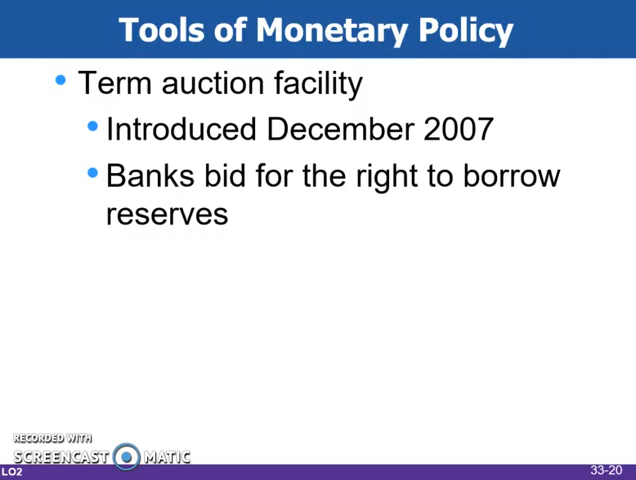 Tools of Monetary Policy
• Term auction facility
• Introduced December 2007
• Banks bid for the right to borrow
reserves
RECORDED WITH
SCREENCAST MATIC
LO2
33-20